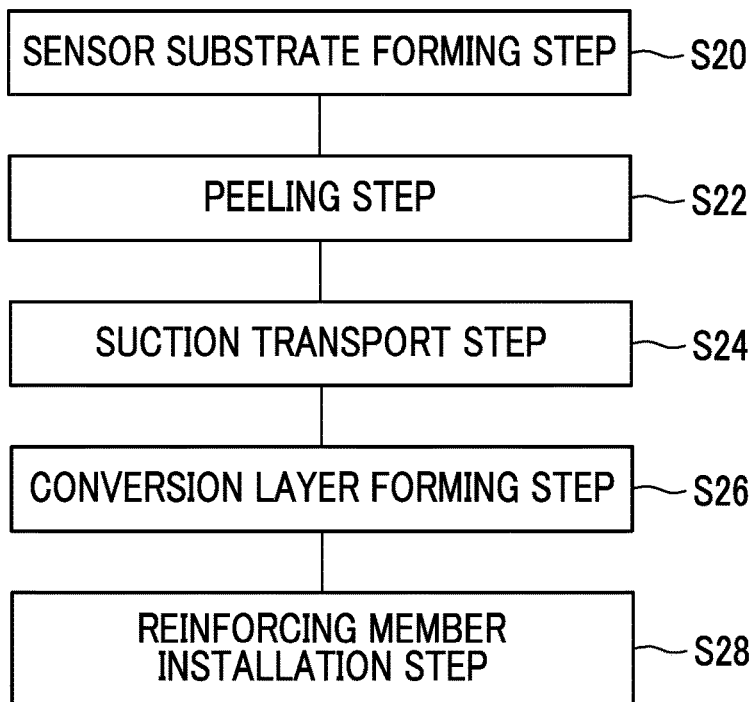 SENSOR SUBSTRATE FORMING STEP S20
PEELING STEP S22
SUCTION TRANSPORT STEP S24
CONVERSION LAYER FORMING STEP S26
REINFORCING MEMBER
INSTALLATION STEP S28